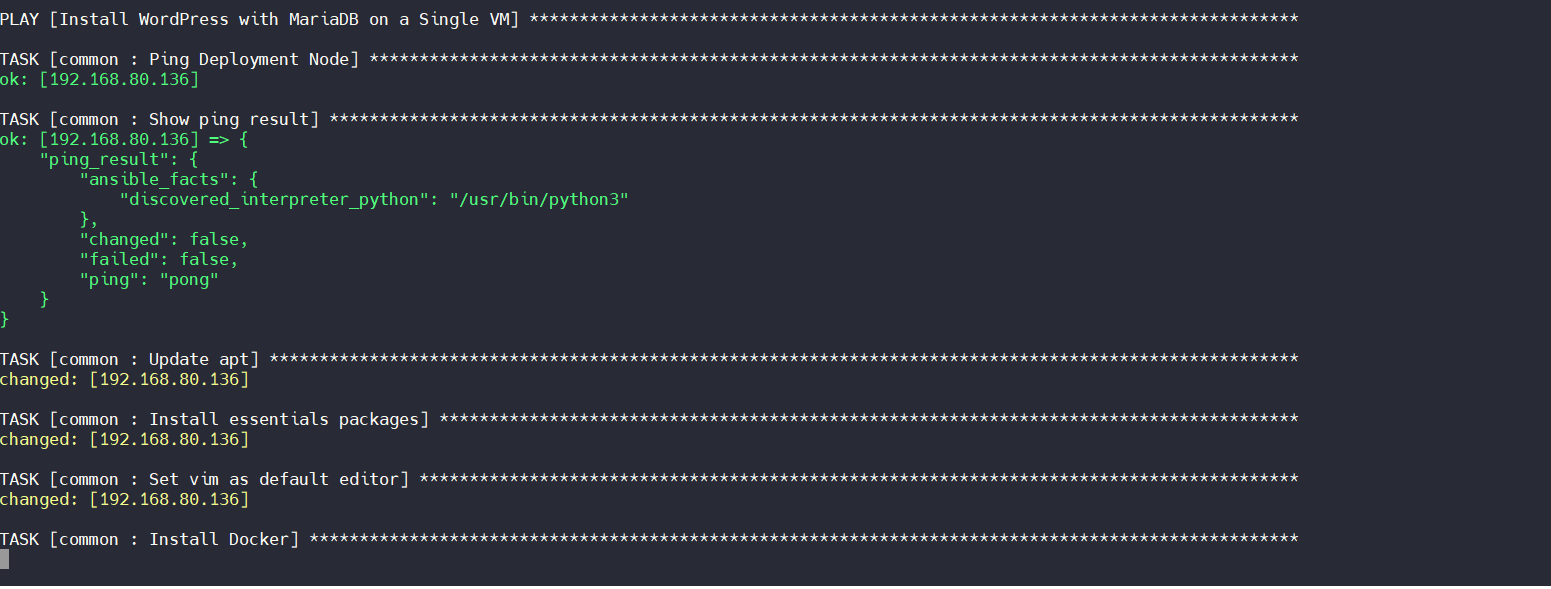 PLAY [Install WordPress with MariaDB on a Single VM] *****************************************************************************
TASK [common : Ping Deployment Node] *********************************************************************************************
ok: [192.168.80.136]
TASK [common : Show ping result] *************************************************************************************************
ok: [192.168.80.136] => {
    "ping_result": {
        "ansible_facts": {
            "discovered_interpreter_python": "/usr/bin/python3"
        },
        "changed": false,
        "failed": false,
        "ping": "pong"
    }
}
TASK [common : Update apt] *******************************************************************************************************
changed: [192.168.80.136]
TASK [common : Install essentials packages] **************************************************************************************
changed: [192.168.80.136]
TASK [common : Set vim as default editor] ****************************************************************************************
changed: [192.168.80.136]
TASK [common : Install Docker] ***************************************************************************************************